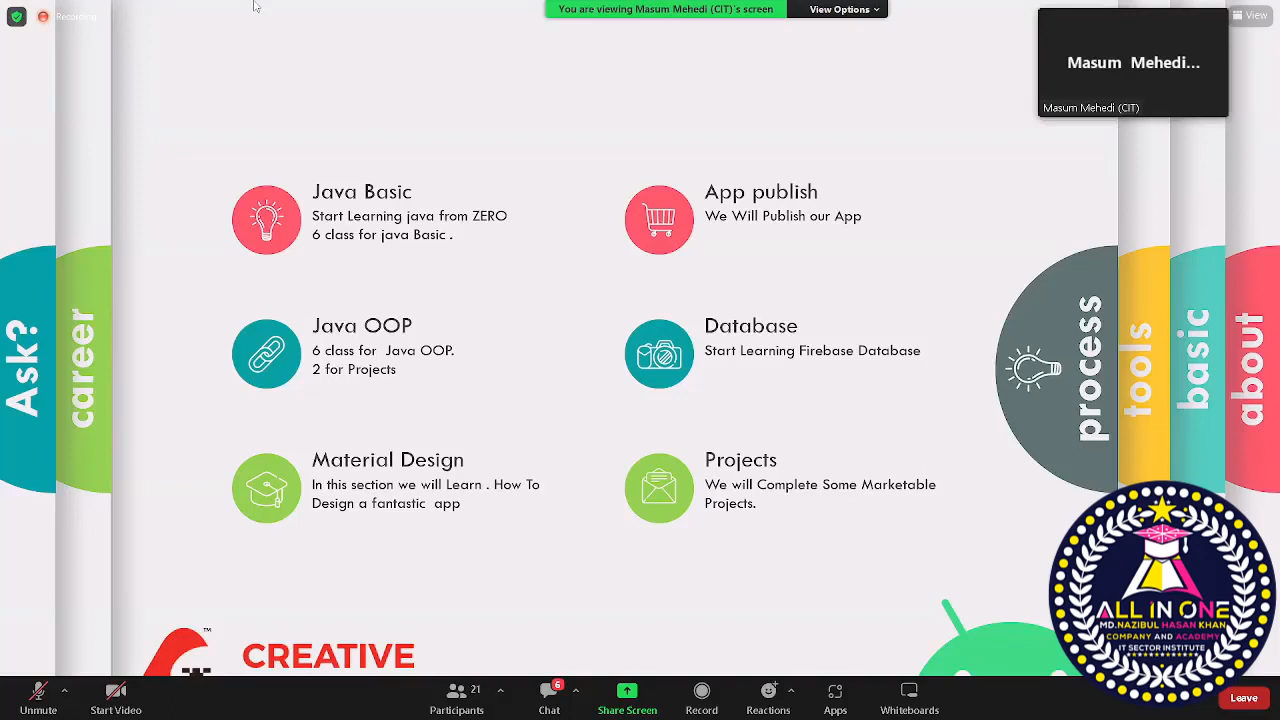 Recording
You are viewing Masum Mehedi (CIT)'s screen
View Options
View
Masum Mehedi...
Masum Mehedi (CIT)
Java Basic
Start Learning java from ZERO
6 class for java Basic .
App publish
We Will Publish our App
Java OOP
6 class for Java OOP.
2 for Projects
Database
Start Learning Firebase Database
Material Design
In this section we will Learn . How To
Design a fantastic app
Projects
We will Complete Some Marketable
Projects.
Ask?
career
process
tools
basic
about
CREATIVE
TM
ALL IN ONE
MD.NAZIBUL HASAN KHAN
COMPANY AND ACADEMY
IT SECTOR INSTITUTE
Unmute
Start Video
21
Participants
6
Chat
Share Screen
Record
Reactions
Apps
Whiteboards
Leave